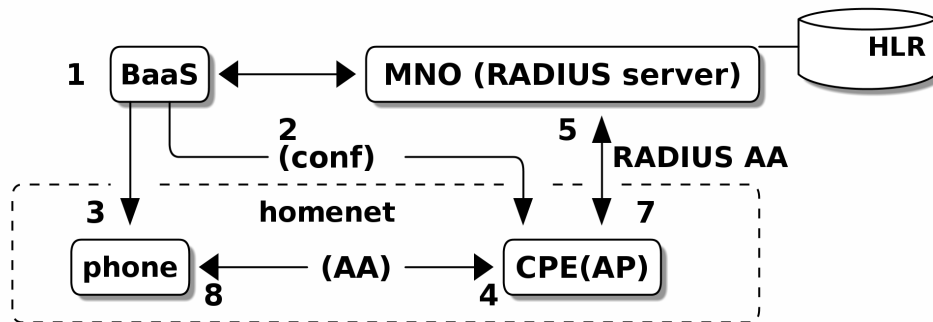 HLR
1 BaaS MNO (RADIUS server)
2 5
(conf) RADIUS AA
3 homenet 7
phone (AA) CPE(AP)
8 4